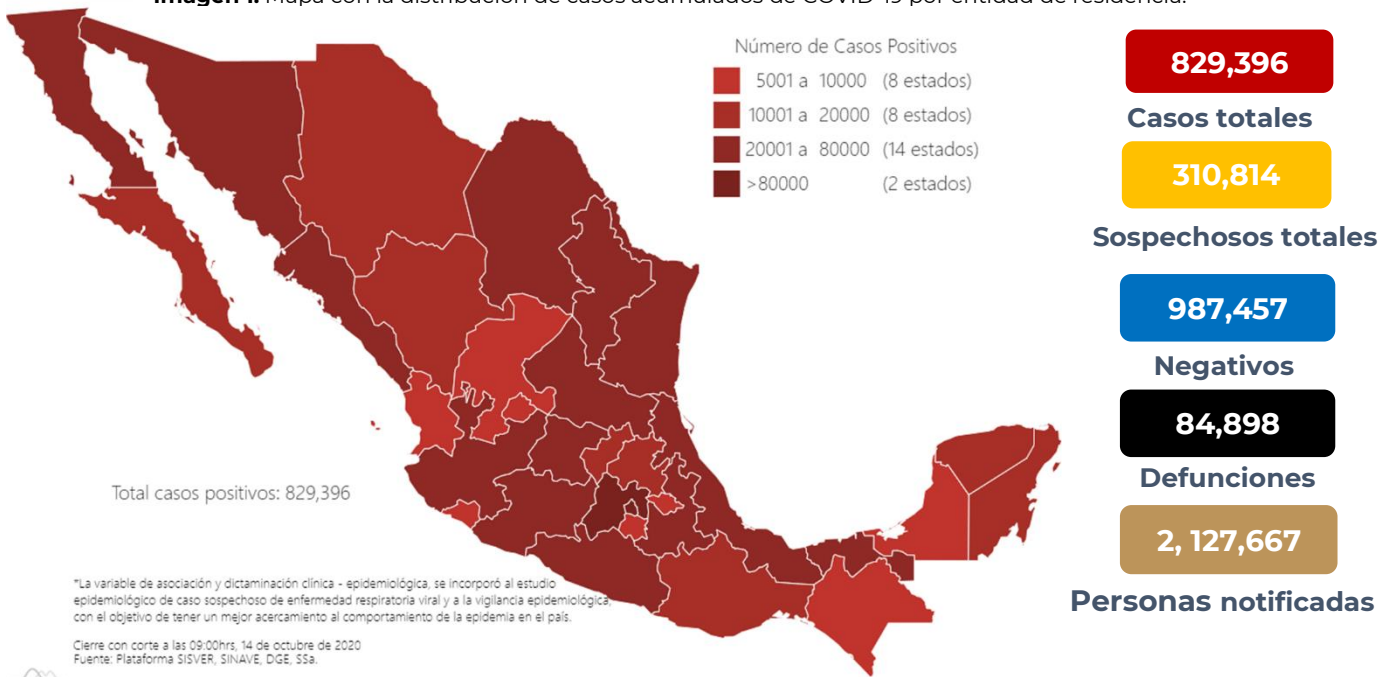 Imagen 1. Mapa con la distribución de casos acumulados de COVID-19 por entidad de residencia.
Número de Casos Positivos
5001 a 10000 (8 estados)
10001 a 20000 (8 estados)
20001 a 80000 (14 estados)
>80000 (2 estados)
829,396
Casos totales
310,814
Sospechosos totales
987,457
Negativos
84,898
Defunciones
2, 127,667
Personas notificadas
Total casos positivos: 829,396
*La variable de asociación y dictaminación clínica - epidemiológica, se incorporó al estudio
epidemiológico de caso sospechoso de enfermedad respiratoria viral y a la vigilancia epidemiológica,
con el objetivo de tener un mejor acercamiento al comportamiento de la epidemia en el país.
Cierre con corte a las 09:00hrs, 14 de octubre de 2020
Fuente: Plataforma SISVER, SINAVE, DGE, SSa.